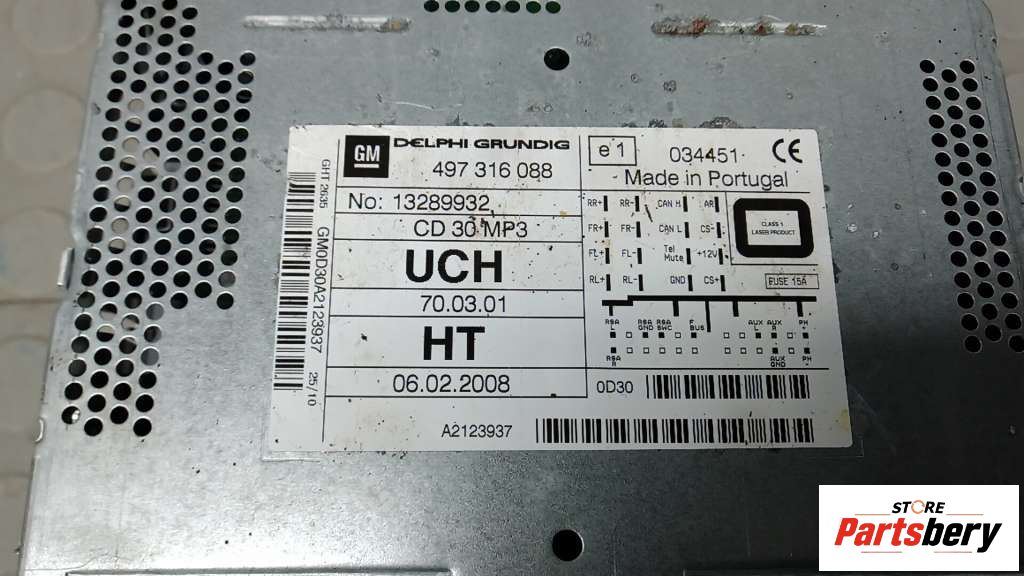 GM DELPHI GRUNDIG
497 316 088
No: 13289932
CD 30 MP3
UCH
70.03.01
HT
06.02.2008
GHT 2635
GM0D30A2123937
25/10
e1 034451 CE
Made in Portugal
RR+ RR- CAN H AR
FR+ FR- CAN L CS-
FL+ FL- Tel Mute +12V
RL+ RL- GND CS+
CLASS 1
LASER PRODUCT
FUSE 15A
RSA L RSA GND RSA SWC F BUS AUX L AUX R PH +
RSA R AUX GND PH -
0D30
A2123937
STORE
Partsbery